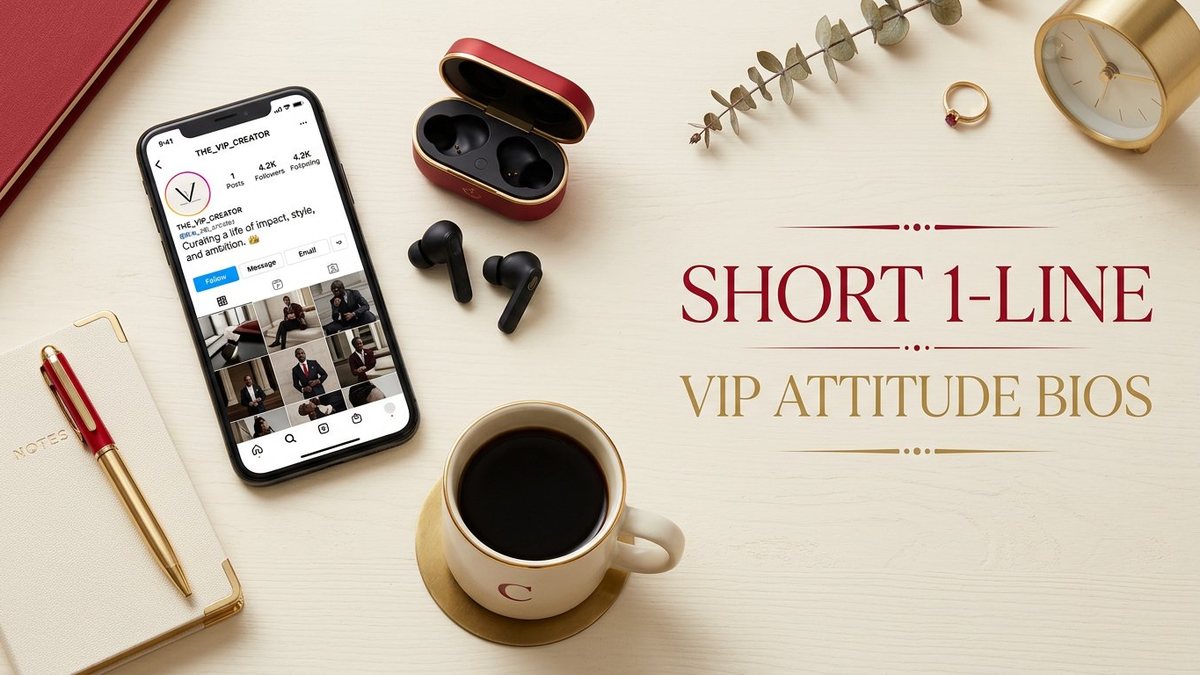 9:41
THE_VIP_CREATOR
1
Posts
4.2K
Followers
4.2K
Following
THE_VIP_CREATOR
Curating a life of impact, style,
and ambition.
Follow
Message
Email
NOTES
C
SHORT 1-LINE
VIP ATTITUDE BIOS